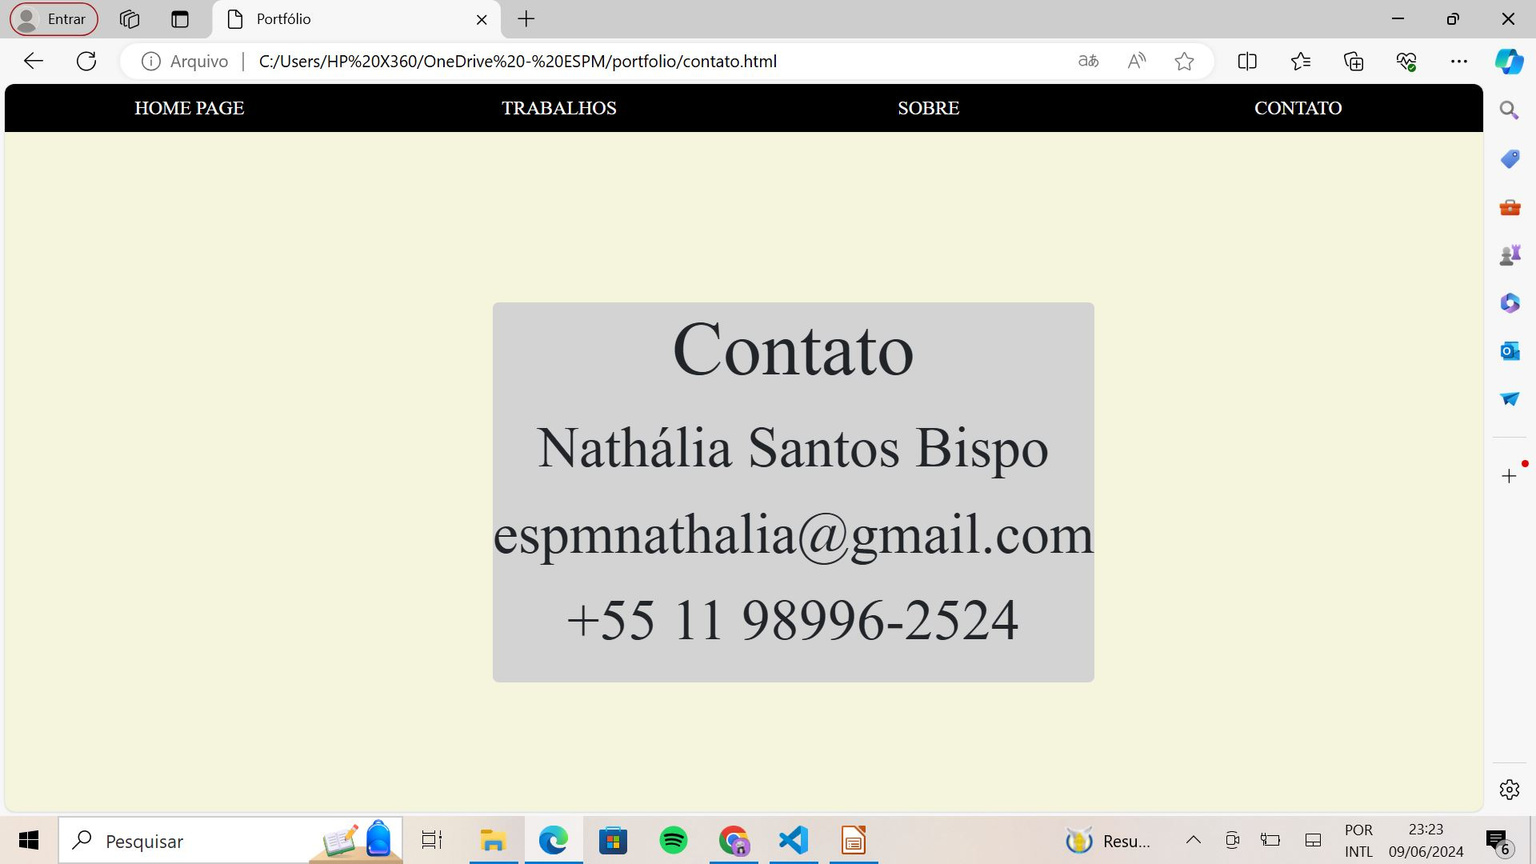 Entrar
Portfólio
Arquivo
C:/Users/HP%20X360/OneDrive%20-%20ESPM/portfolio/contato.html
HOME PAGE TRABALHOS SOBRE CONTATO
Contato
Nathália Santos Bispo
espmnathalia@gmail.com
+55 11 98996-2524
Pesquisar
Resu...
POR
INTL
23:23
09/06/2024
6